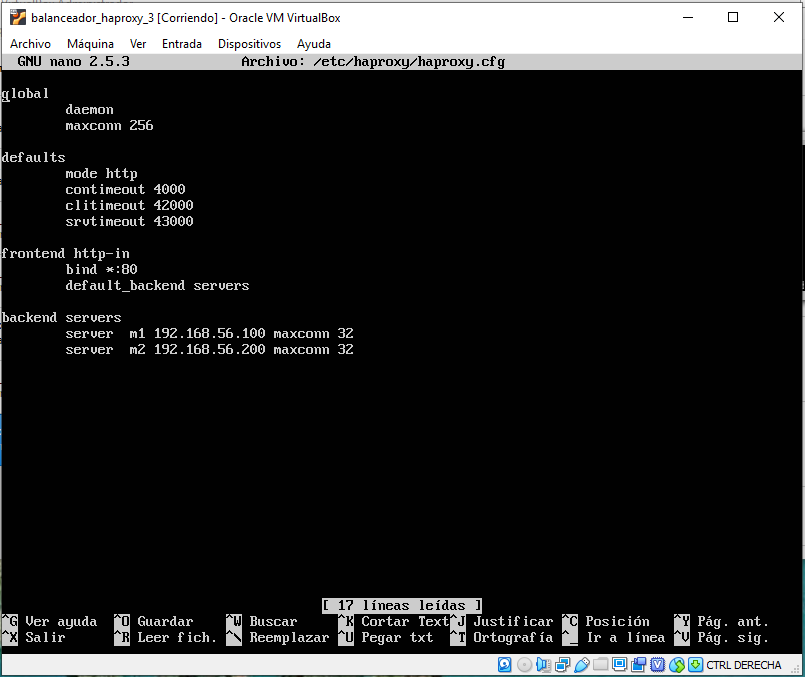 balanceador_haproxy_3 [Corriendo] - Oracle VM VirtualBox
Archivo Máquina Ver Entrada Dispositivos Ayuda
GNU nano 2.5.3 Archivo: /etc/haproxy/haproxy.cfg
global
daemon
maxconn 256
defaults
mode http
contimeout 4000
clitimeout 42000
srvtimeout 43000
frontend http-in
bind *:80
default_backend servers
backend servers
server m1 192.168.56.100 maxconn 32
server m2 192.168.56.200 maxconn 32
[ 17 líneas leídas ]
^G Ver ayuda ^O Guardar ^W Buscar ^K Cortar Text^J Justificar ^C Posición ^Y Pág. ant.
^X Salir ^R Leer fich. ^\ Reemplazar ^U Pegar txt ^T Ortografía ^_ Ir a línea ^V Pág. sig.
CTRL DERECHA